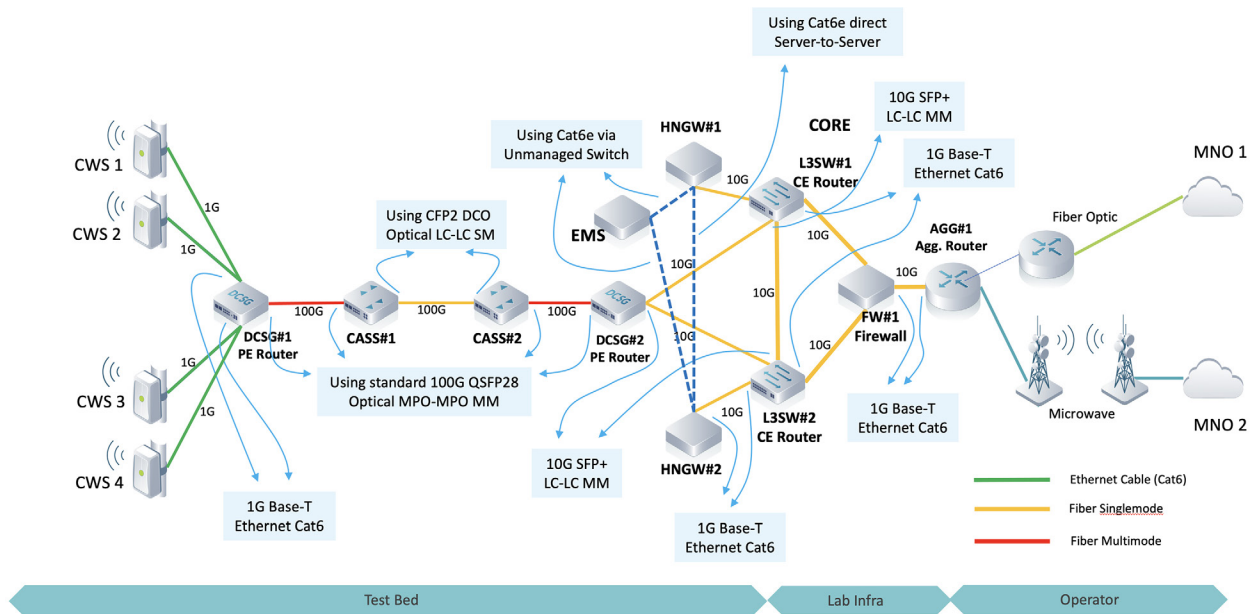 Using Cat6e direct
Server-to-Server
10G SFP+
LC-LC MM
HNGW#1
CORE
Using Cat6e via
Unmanaged Switch
1G Base-T
Ethernet Cat6
MNO 1
CWS 1
L3SW#1
CE Router
10G
1G
CWS 2
Using CFP2 DCO
Optical LC-LC SM
EMS
10G
AGG#1
Agg. Router
Fiber Optic
1G
10G
10G
DCSG
DCSG
100G
100G
100G
10G
CASS#1
CASS#2
DCSG#1
PE Router
DCSG#2
PE Router
FW#1
Firewall
10G
10G
1G
CWS 3
Using standard 100G QSFP28
Optical MPO-MPO MM
1G
10G
L3SW#2
CE Router
1G Base-T
Ethernet Cat6
Microwave
MNO 2
CWS 4
10G SFP+
LC-LC MM
HNGW#2
1G Base-T
Ethernet Cat6
1G Base-T
Ethernet Cat6
Ethernet Cable (Cat6)
Fiber Singlemode
Fiber Multimode
Test Bed
Lab Infra
Operator